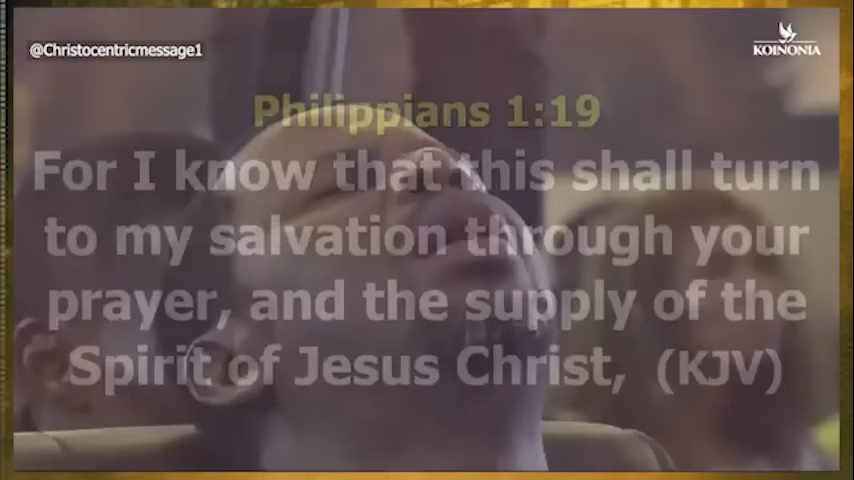 @Christocentricmessage1
KOINONIA
Philippians 1:19
For I know that this shall turn
to my salvation through your
prayer, and the supply of the
Spirit of Jesus Christ,  (KJV)